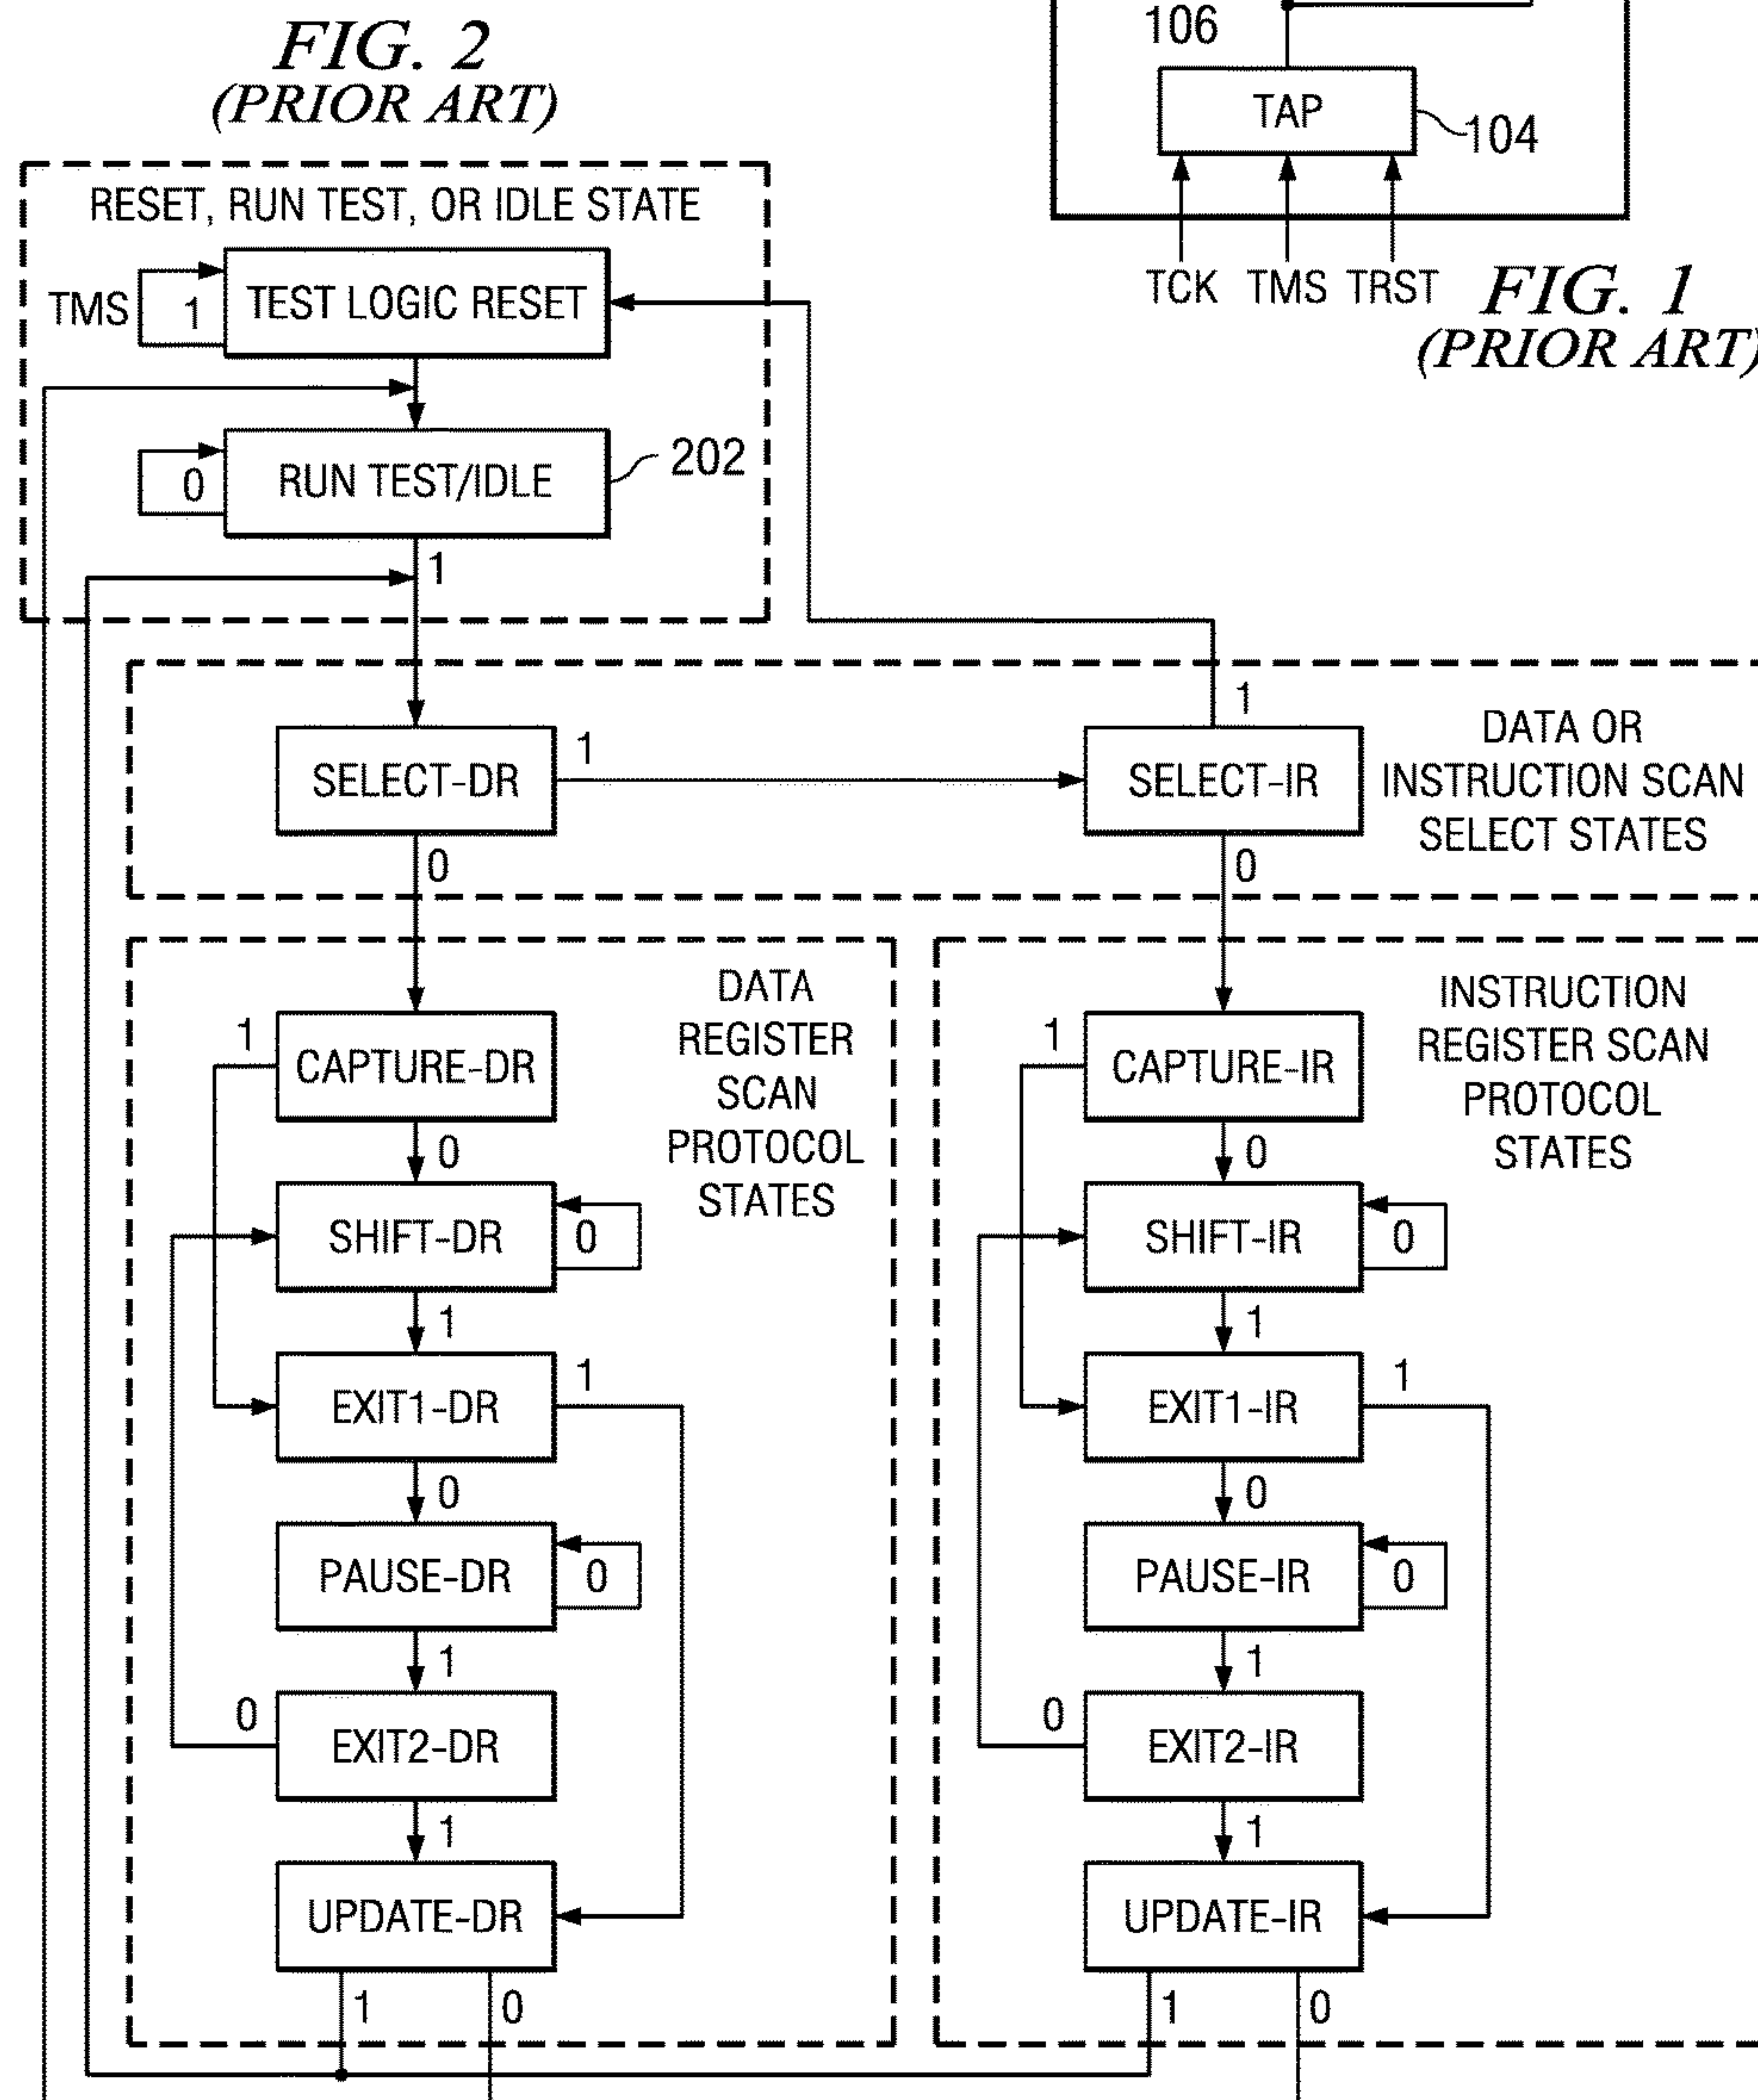 FIG. 2
(PRIOR ART)
106
TAP
104
TCK TMS TRST
FIG. 1
(PRIOR ART)
RESET, RUN TEST, OR IDLE STATE
TMS
1
TEST LOGIC RESET
0
RUN TEST/IDLE
202
1
SELECT-DR
1
0
1
SELECT-IR
0
DATA OR
INSTRUCTION SCAN
SELECT STATES
DATA
REGISTER
SCAN
PROTOCOL
STATES
1
CAPTURE-DR
0
SHIFT-DR
0
1
EXIT1-DR
1
0
PAUSE-DR
0
1
0
EXIT2-DR
1
UPDATE-DR
1
0
INSTRUCTION
REGISTER SCAN
PROTOCOL
STATES
1
CAPTURE-IR
0
SHIFT-IR
0
1
EXIT1-IR
1
0
PAUSE-IR
0
1
0
EXIT2-IR
1
UPDATE-IR
1
0